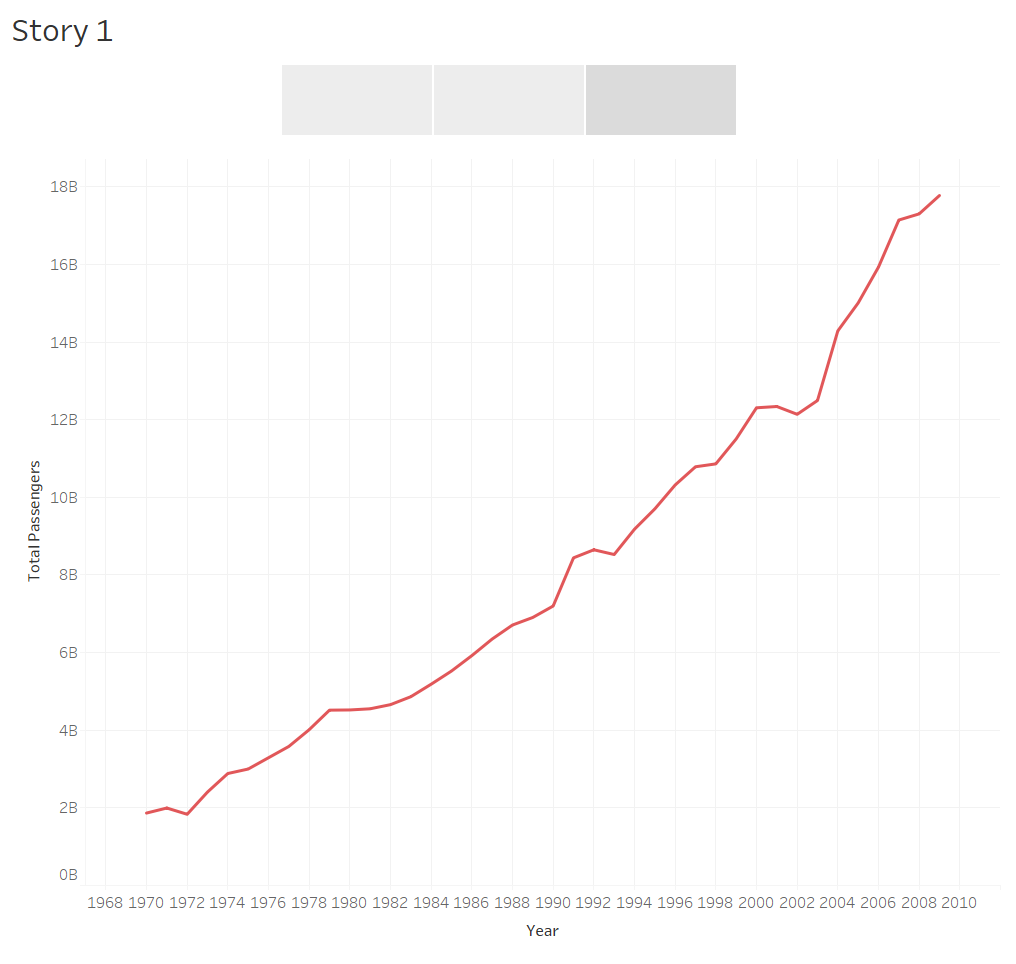 Story 1
18B
16B
14B
12B
10B
8B
6B
4B
2B
0B
Total Passengers
1968 1970 1972 1974 1976 1978 1980 1982 1984 1986 1988 1990 1992 1994 1996 1998 2000 2002 2004 2006 2008 2010
Year